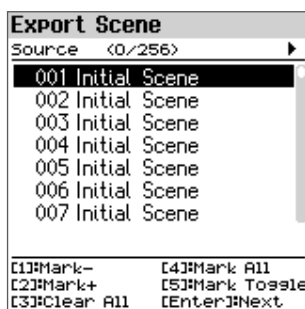 Export Scene
Source (0/256)
001 Initial Scene
002 Initial Scene
003 Initial Scene
004 Initial Scene
005 Initial Scene
006 Initial Scene
007 Initial Scene
[1]:Mark- [4]:Mark All
[2]:Mark+ [5]:Mark Toggle
[3]:Clear All [Enter]:Next